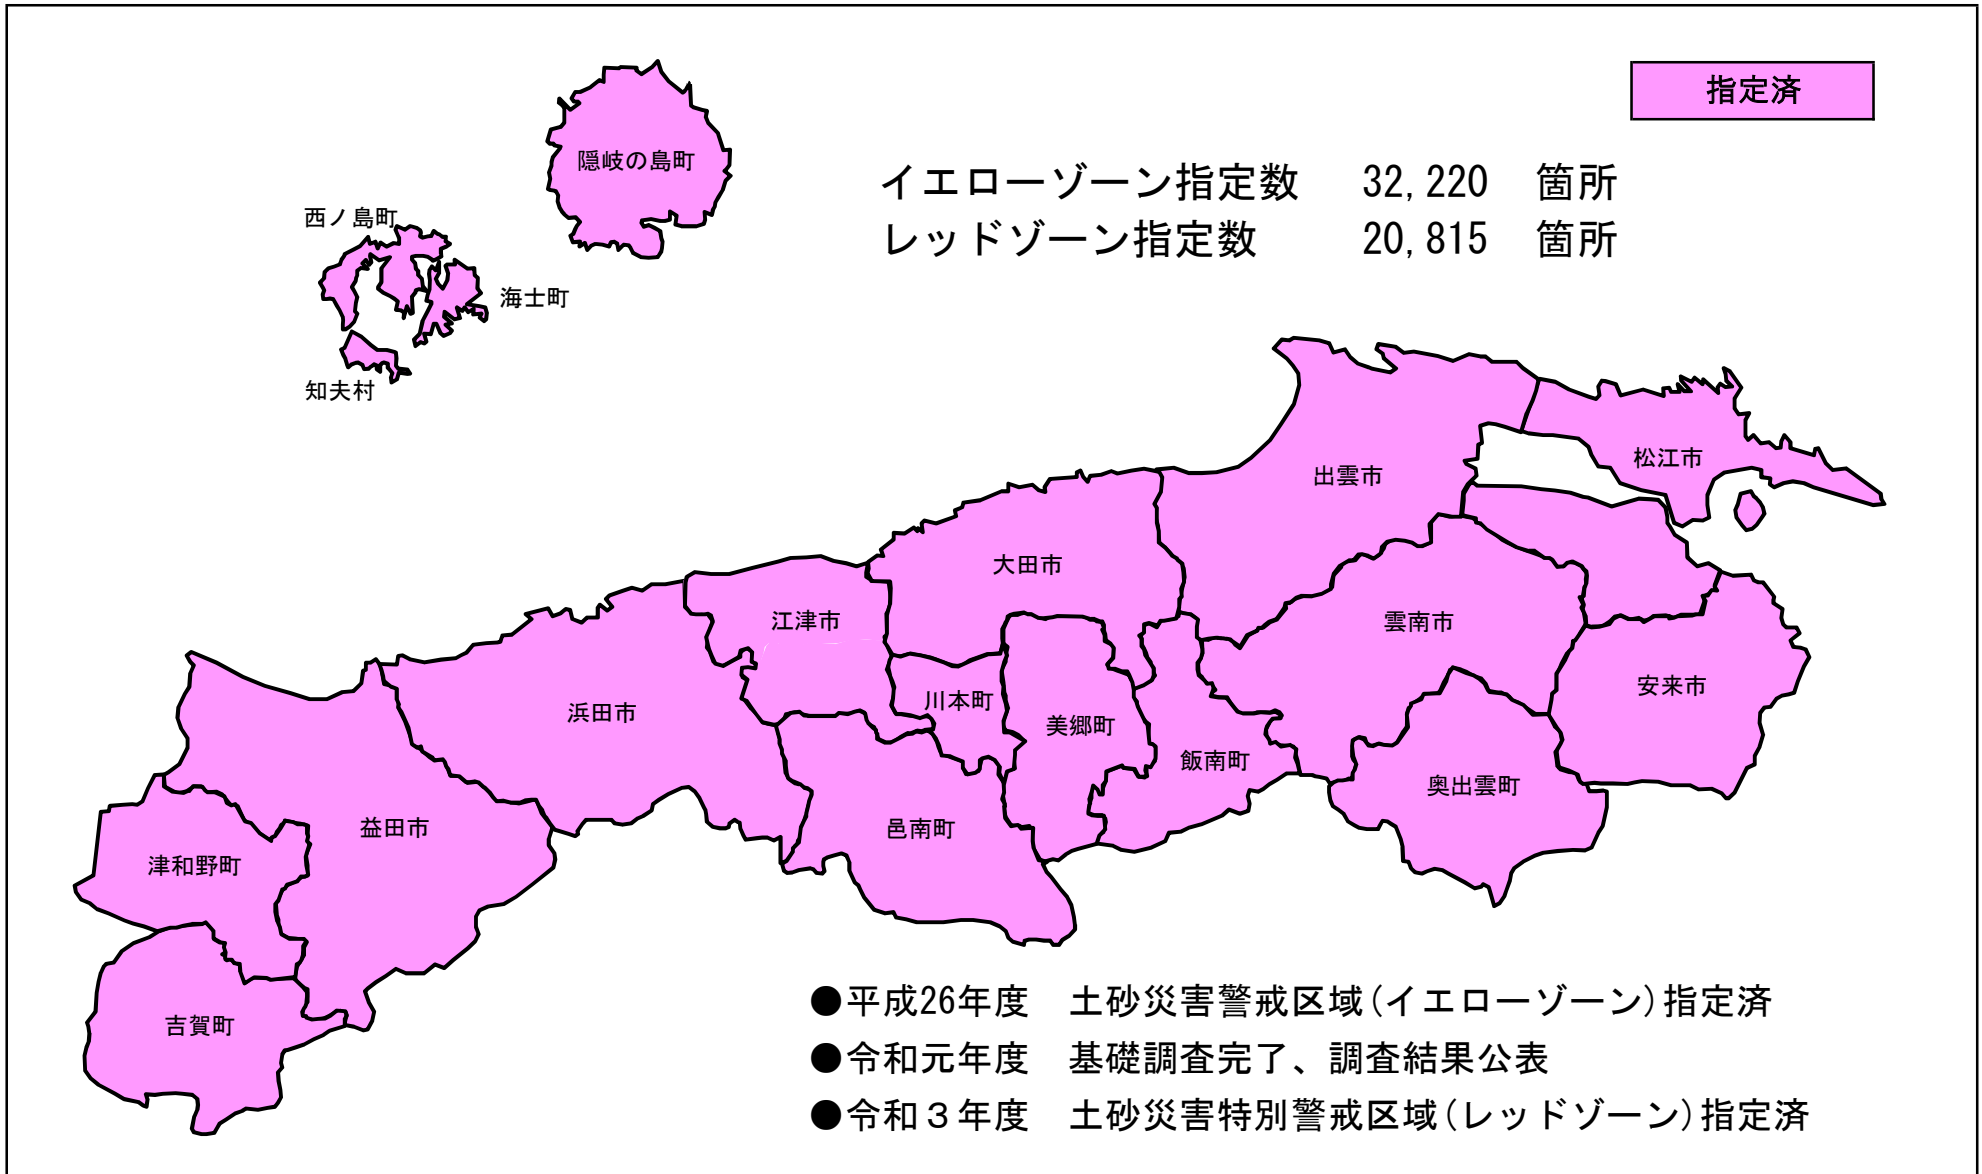 指定済
隠岐の島町
イエローゾーン指定数 32,220 箇所
西ノ島町
レッドゾーン指定数 20,815 箇所
海士町
知夫村
松江市
出雲市
大田市
江津市
雲南市
安来市
川本町
浜田市
美郷町
飯南町
奥出雲町
益田市
邑南町
津和野町
吉賀町
●平成26年度 土砂災害警戒区域(イエローゾーン)指定済
●令和元年度 基礎調査完了、調査結果公表
●令和３年度 土砂災害特別警戒区域(レッドゾーン)指定済